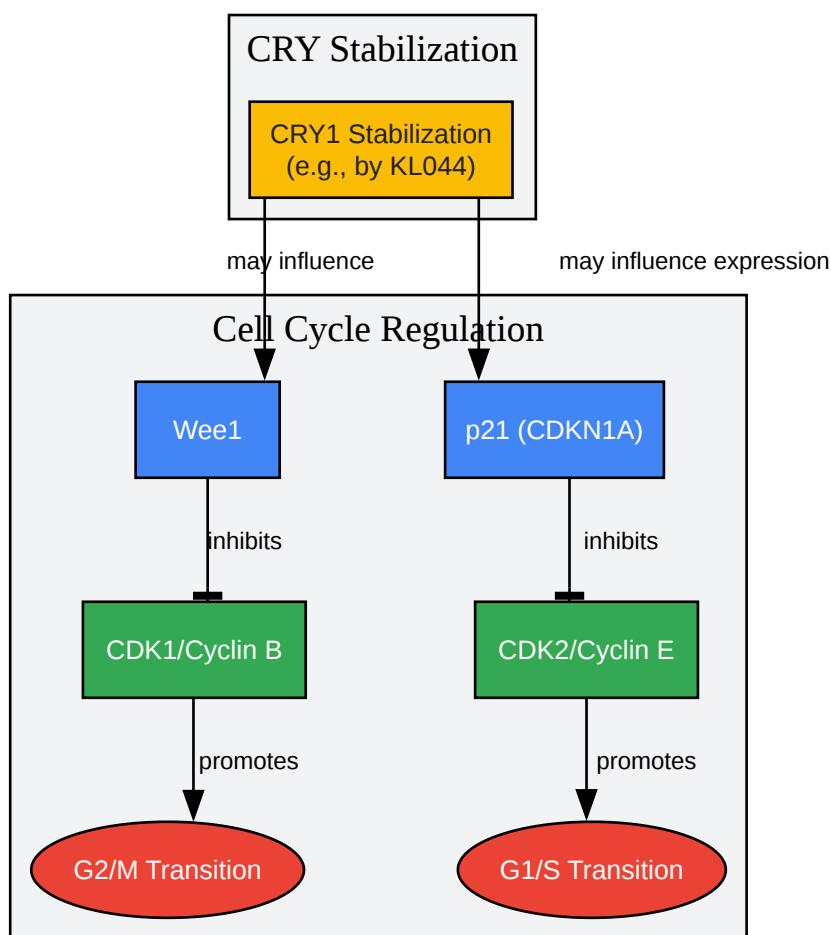 CRY Stabilization
CRY1 Stabilization
(e.g., by KL044)
may influence
may influence expression
Cell Cycle Regulation
Wee1
p21 (CDKN1A)
inhibits
inhibits
CDK1/Cyclin B
CDK2/Cyclin E
promotes
promotes
G2/M Transition
G1/S Transition